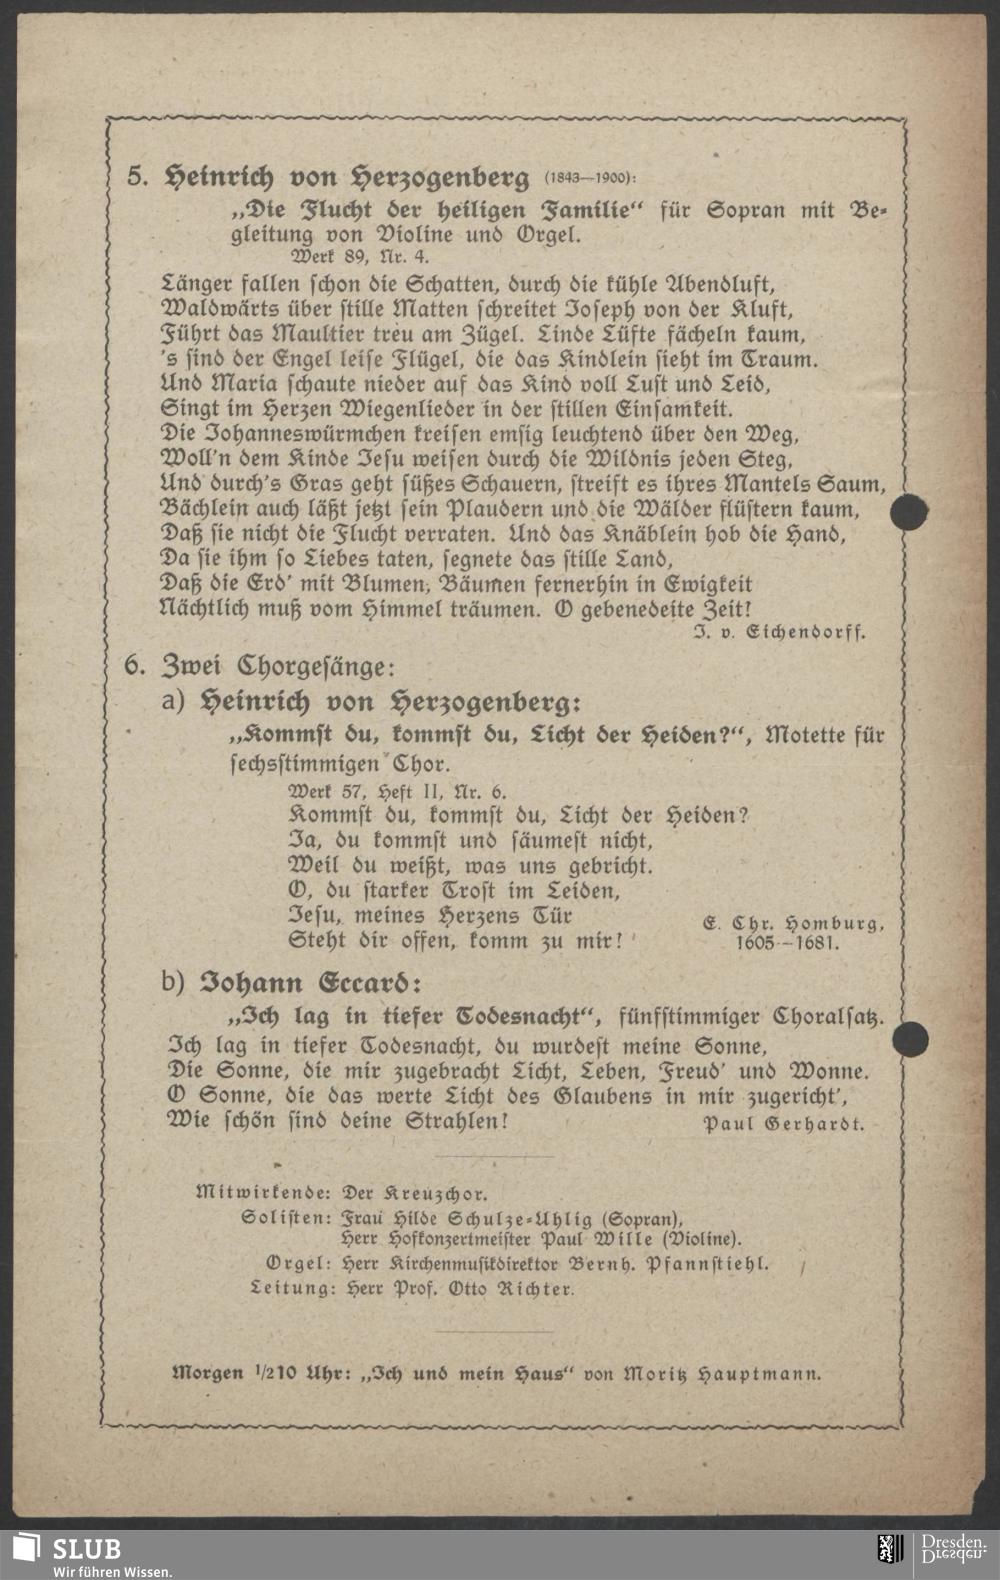 5. Heinrich von Herzogenberg (1843—1900):
„Die Flucht der heiligen Familie“ für Sopran mit Be-
gleitung von Violine und Orgel.
Werk 89, Nr. 4.
Länger fallen schon die Schatten, durch die kühle Abendluft,
Waldwärts über stille Matten schreitet Joseph von der Kluft,
Führt das Maultier treu am Zügel. Linde Lüfte fächeln kaum,
's sind der Engel leise Flügel, die das Kindlein sieht im Traum.
Und Maria schaute nieder auf das Kind voll Lust und Leid,
Singt im Herzen Wiegenlieder in der stillen Einsamkeit.
Die Johanneswürmchen kreisen emsig leuchtend über den Weg,
Woll'n dem Kinde Jesu weisen durch die Wildnis jeden Steg,
Und durch's Gras geht süßes Schauern, streift es ihres Mantels Saum,
Bächlein auch läßt jetzt sein Plaudern und die Wälder flüstern kaum,
Daß sie nicht die Flucht verraten. Und das Knäblein hob die Hand,
Da sie ihm so Liebes taten, segnete das stille Land,
Daß die Erd' mit Blumen, Bäumen fernerhin in Ewigkeit
Nächtlich muß vom Himmel träumen. O gebenedeite Zeit!
J. v. Eichendorff.
6. Zwei Chorgesänge:
a) Heinrich von Herzogenberg:
„Kommst du, kommst du, Licht der Heiden?“, Motette für
sechsstimmigen Chor.
Werk 57, Heft II, Nr. 6.
Kommst du, kommst du, Licht der Heiden?
Ja, du kommst und säumest nicht,
Weil du weißt, was uns gebricht.
O, du starker Trost im Leiden,
Jesu, meines Herzens Tür
Steht dir offen, komm zu mir!
E. Chr. Homburg,
1605—1681.
b) Johann Eccard:
„Ich lag in tiefer Todesnacht“, fünfstimmiger Choralsatz.
Ich lag in tiefer Todesnacht, du wurdest meine Sonne,
Die Sonne, die mir zugebracht Licht, Leben, Freud' und Wonne.
O Sonne, die das werte Licht des Glaubens in mir zugericht',
Wie schön sind deine Strahlen!
Paul Gerhardt.
Mitwirkende: Der Kreuzchor.
Solisten: Frau Hilde Schulze-Uhlig (Sopran),
Herr Hofkonzertmeister Paul Wille (Violine).
Orgel: Herr Kirchenmusikdirektor Bernh. Pfannstiehl.
Leitung: Herr Prof. Otto Richter.
Morgen 1/2 10 Uhr: „Ich und mein Haus“ von Moritz Hauptmann.
SLUB
Wir führen Wissen.
Dresden.
Dresden.